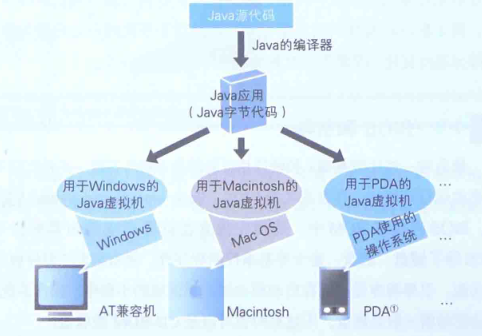 Java源代码
Java的编译器
Java应用
（Java字节代码）
用于Windows的
Java虚拟机
用于Macintosh的
Java虚拟机
用于PDA的
Java虚拟机
…
Windows
Mac OS
PDA使用的
操作系统
…
AT兼容机
Macintosh
PDA①
…